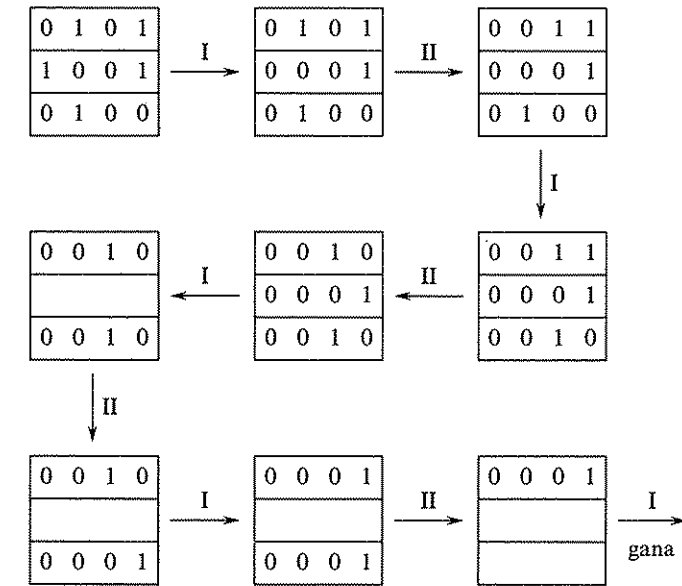 0 1 0 1 0 1 0 1 0 0 1 1
I II
1 0 0 1 0 0 0 1 0 0 0 1
0 1 0 0 0 1 0 0 0 1 0 0
I
0 0 1 0 0 0 1 0 0 0 1 1
I II
0 0 0 1 0 0 0 1
0 0 1 0 0 0 1 0 0 0 1 0
II
0 0 1 0 0 0 0 1 0 0 0 1
I II I
gana
0 0 0 1 0 0 0 1